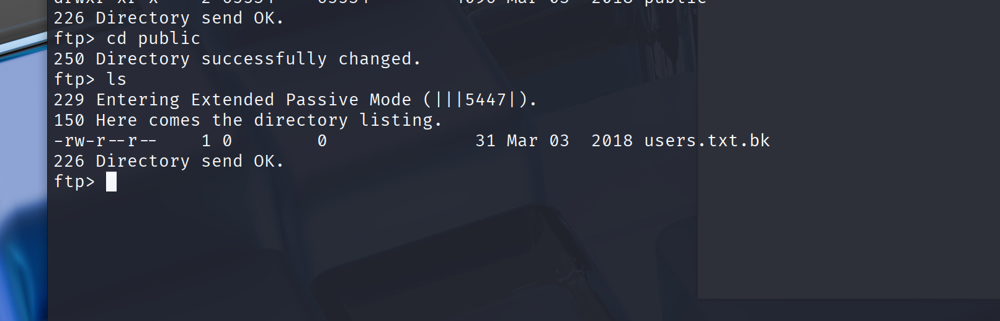 226 Directory send OK.
ftp> cd public
250 Directory successfully changed.
ftp> ls
229 Entering Extended Passive Mode (|||5447|).
150 Here comes the directory listing.
-rw-r--r--    1 0        0              31 Mar 03  2018 users.txt.bk
226 Directory send OK.
ftp>